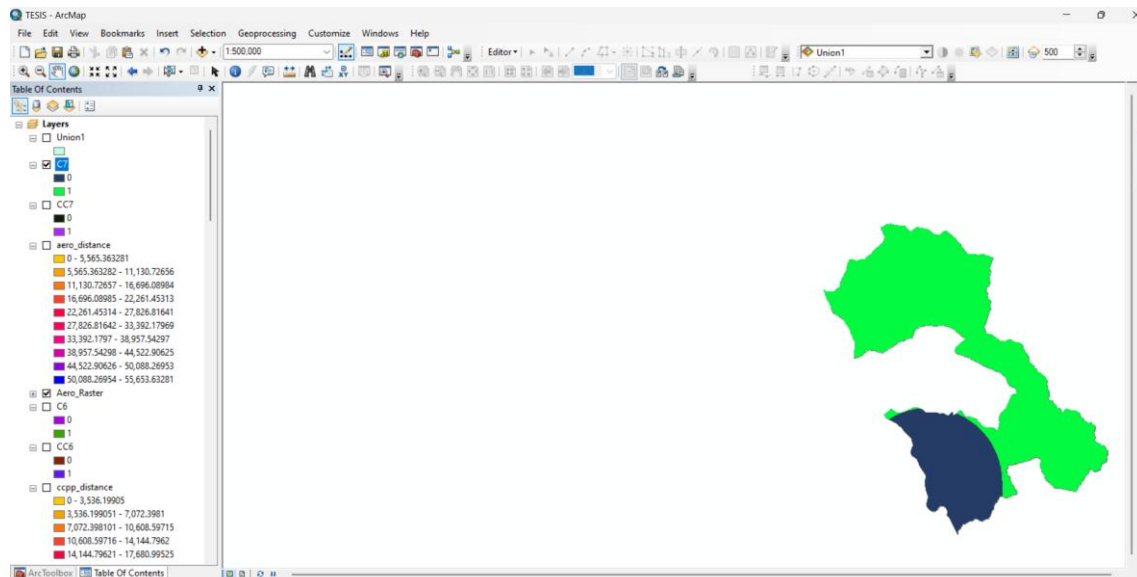 TESIS - ArcMap
File Edit View Bookmarks Insert Selection Geoprocessing Customize Windows Help
1:500.000 Editor Union1 500
Table Of Contents
Layers
Union1
C7
0
1
CC7
0
1
aero_distance
0 - 5,565.363281
5,565.363282 - 11,130.72656
11,130.72657 - 16,696.08984
16,696.08985 - 22,261.45313
22,261.45314 - 27,826.81641
27,826.81642 - 33,392.17969
33,392.1797 - 38,957.54297
38,957.54298 - 44,522.90625
44,522.90626 - 50,088.26953
50,088.26954 - 55,653.63281
Aero_Raster
C6
0
1
CC6
0
1
ccpp_distance
0 - 3,536.19905
3,536.199051 - 7,072.3981
7,072.398101 - 10,608.59715
10,608.59716 - 14,144.7962
14,144.79621 - 17,680.99525
ArcToolbox Table Of Contents